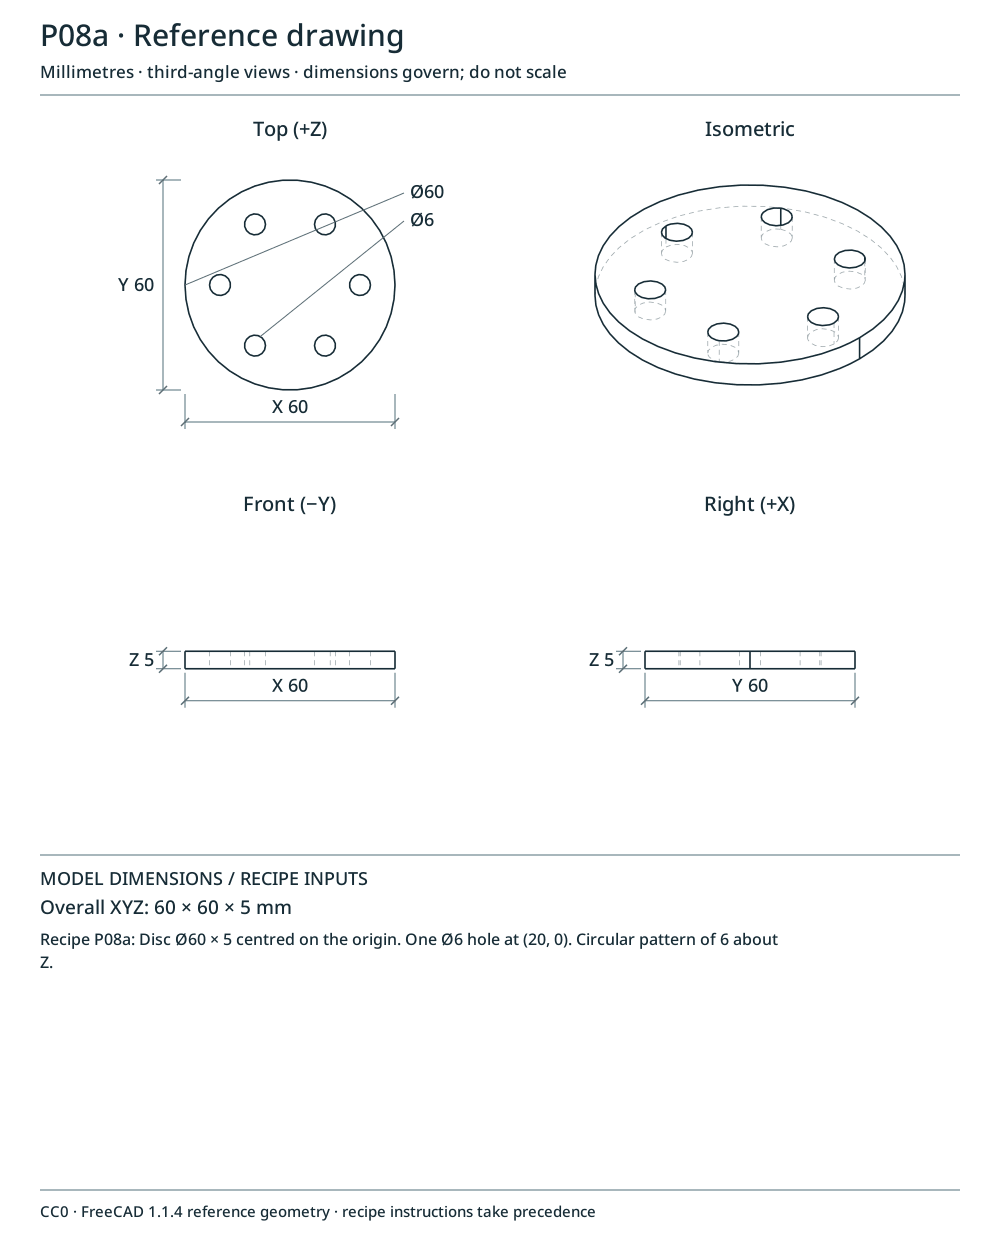 P08a · Reference drawing
Millimetres · third-angle views · dimensions govern; do not scale
Top (+Z)
Isometric
Ø60
Ø6
Y 60
X 60
Front (−Y)
Right (+X)
Z 5
X 60
Z 5
Y 60
MODEL DIMENSIONS / RECIPE INPUTS
Overall XYZ: 60 × 60 × 5 mm
Recipe P08a: Disc Ø60 × 5 centred on the origin. One Ø6 hole at (20, 0). Circular pattern of 6 about
Z.
CC0 · FreeCAD 1.1.4 reference geometry · recipe instructions take precedence